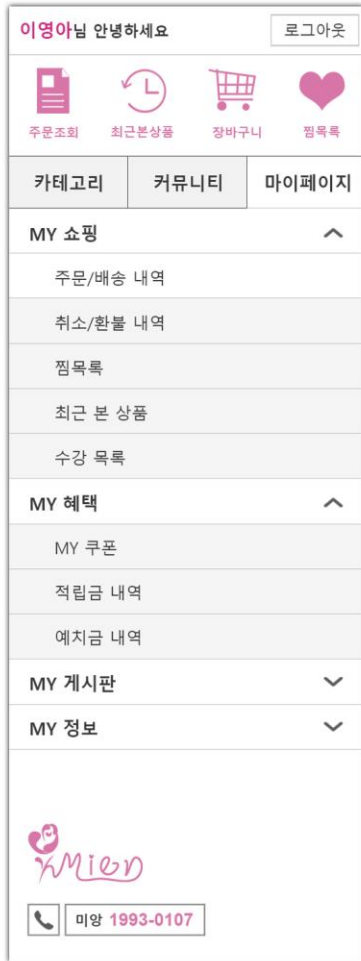 이영아님 안녕하세요 로그아웃
주문조회 최근본상품 장바구니 찜목록
카테고리 커뮤니티 마이페이지
MY 쇼핑
주문/배송 내역
취소/환불 내역
찜목록
최근 본 상품
수강 목록
MY 혜택
MY 쿠폰
적립금 내역
예치금 내역
MY 게시판
MY 정보
미앙 1993-0107